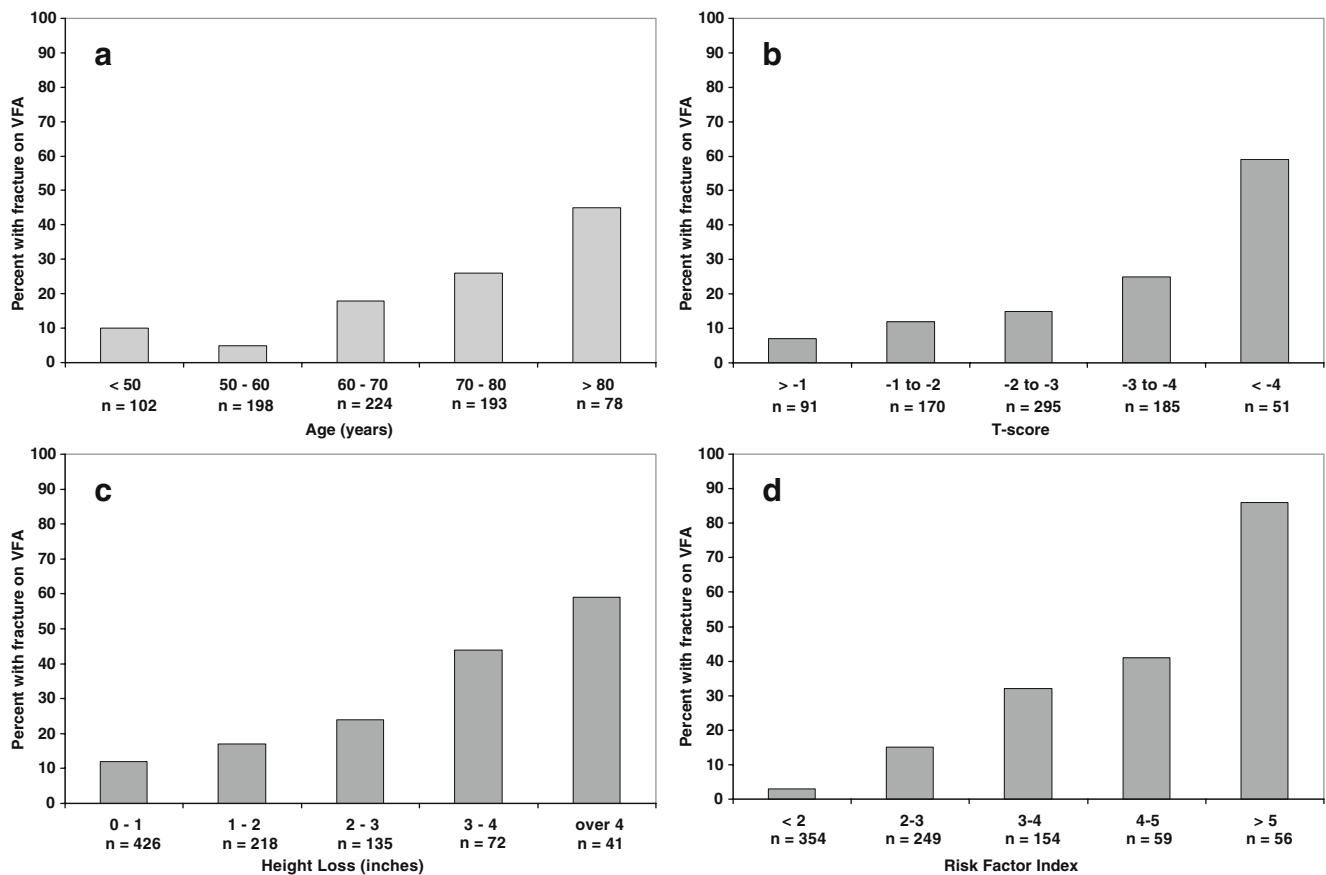 a
Percent with fracture on VFA
100
90
80
70
60
50
40
30
20
10
0
< 50 50 - 60 60 - 70 70 - 80 > 80
n = 102 n = 198 n = 224 n = 193 n = 78
Age (years)
b
Percent with fracture on VFA
100
90
80
70
60
50
40
30
20
10
0
> -1 -1 to -2 -2 to -3 -3 to -4 < -4
n = 91 n = 170 n = 295 n = 185 n = 51
T-score
c
Percent with fracture on VFA
100
90
80
70
60
50
40
30
20
10
0
0 - 1 1 - 2 2 - 3 3 - 4 over 4
n = 426 n = 218 n = 135 n = 72 n = 41
Height Loss (inches)
d
Percent with fracture on VFA
100
90
80
70
60
50
40
30
20
10
0
< 2 2-3 3-4 4-5 > 5
n = 354 n = 249 n = 154 n = 59 n = 56
Risk Factor Index